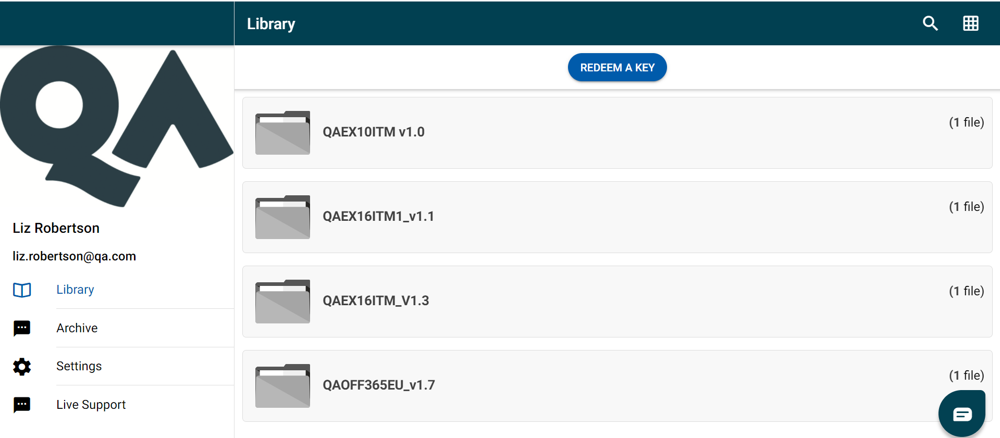 Library
REDEEM A KEY
QA
Liz Robertson
liz.robertson@qa.com
Library
Archive
Settings
Live Support
QAEX10ITM v1.0
(1 file)
QAEX16ITM1_v1.1
(1 file)
QAEX16ITM_V1.3
(1 file)
QAOFF365EU_v1.7
(1 file)